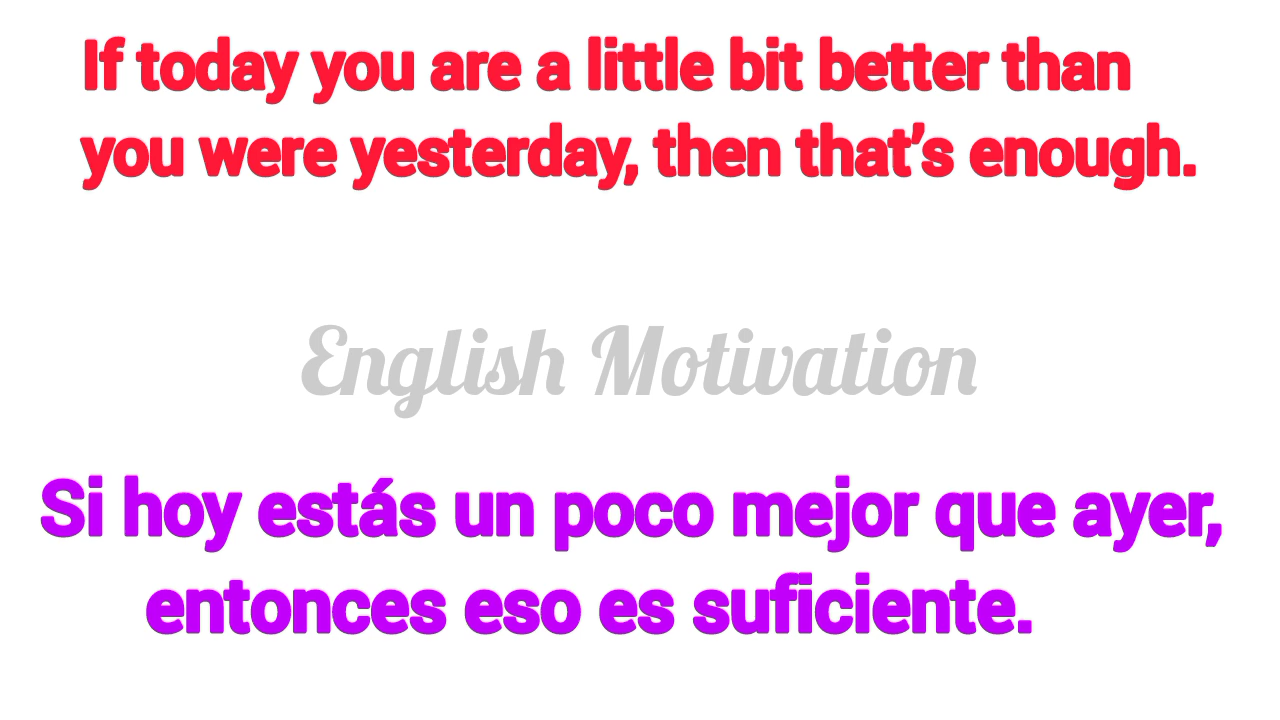 If today you are a little bit better than
you were yesterday, then that’s enough.
English Motivation
Si hoy estás un poco mejor que ayer,
entonces eso es suficiente.